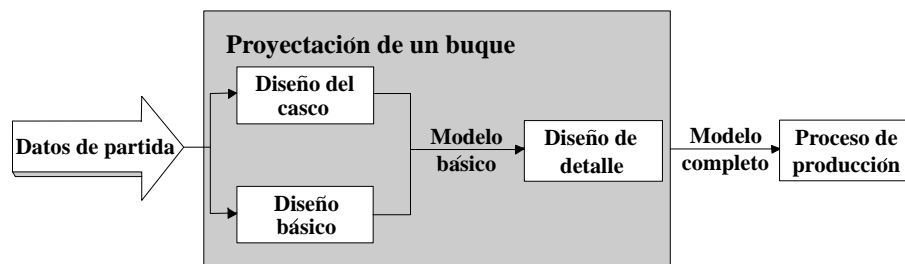 Proyectación de un buque
Diseño del
casco
Datos de partida
Modelo
básico
Diseño de
detalle
Modelo
completo
Proceso de
producción
Diseño
básico